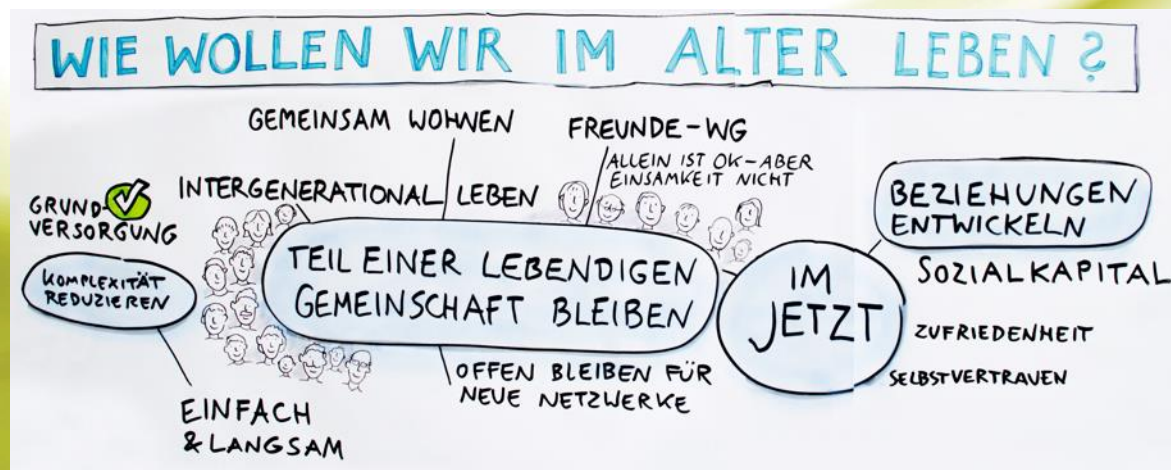 WIE WOLLEN WIR IM ALTER LEBEN?
GEMEINSAM WOHNEN
FREUNDE-WG
ALLEIN IST OK-ABER
EINSAMKEIT NICHT
INTERGENERATIONAL LEBEN
GRUND-
VERSORGUNG
KOMPLEXITÄT
REDUZIEREN
EINFACH
& LANGSAM
TEIL EINER LEBENDIGEN
GEMEINSCHAFT BLEIBEN
OFFEN BLEIBEN FÜR
NEUE NETZWERKE
IM
JETZT
BEZIEHUNGEN
ENTWICKELN
SOZIALKAPITAL
ZUFRIEDENHEIT
SELBSTVERTRAUEN